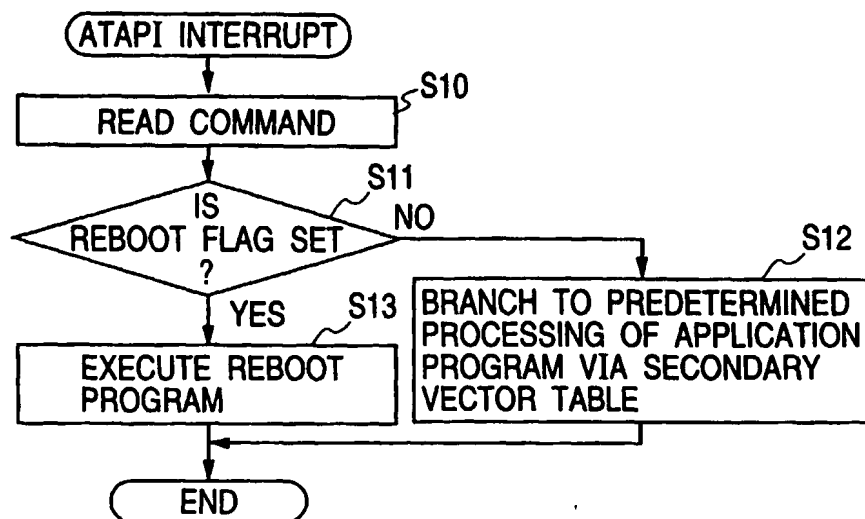 ATAPI INTERRUPT
S10
READ COMMAND
S11
IS
REBOOT FLAG SET
?
NO
YES
S12
BRANCH TO PREDETERMINED
PROCESSING OF APPLICATION
PROGRAM VIA SECONDARY
VECTOR TABLE
S13
EXECUTE REBOOT
PROGRAM
END